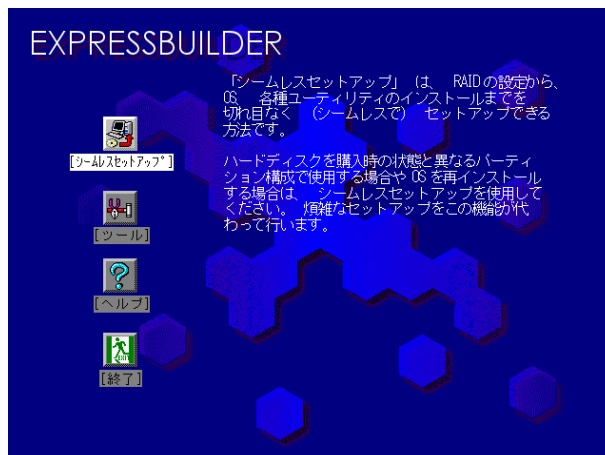 EXPRESSBUILDER
「シームレスセットアップ」 は、 RAIDの設定から、
OS、 各種ユーティリティのインストールまでを
切れ目なく (シームレスで) セットアップできる
方法です。
ハードディスクを購入時の状態と異なるパーティ
ション構成で使用する場合や OS を再インストール
する場合は、 シームレスセットアップを使用して
ください。 煩雑なセットアップをこの機能が代
わって行います。
[シームレスセットアップ]
[ツール]
[ヘルプ]
EXIT
[終了]